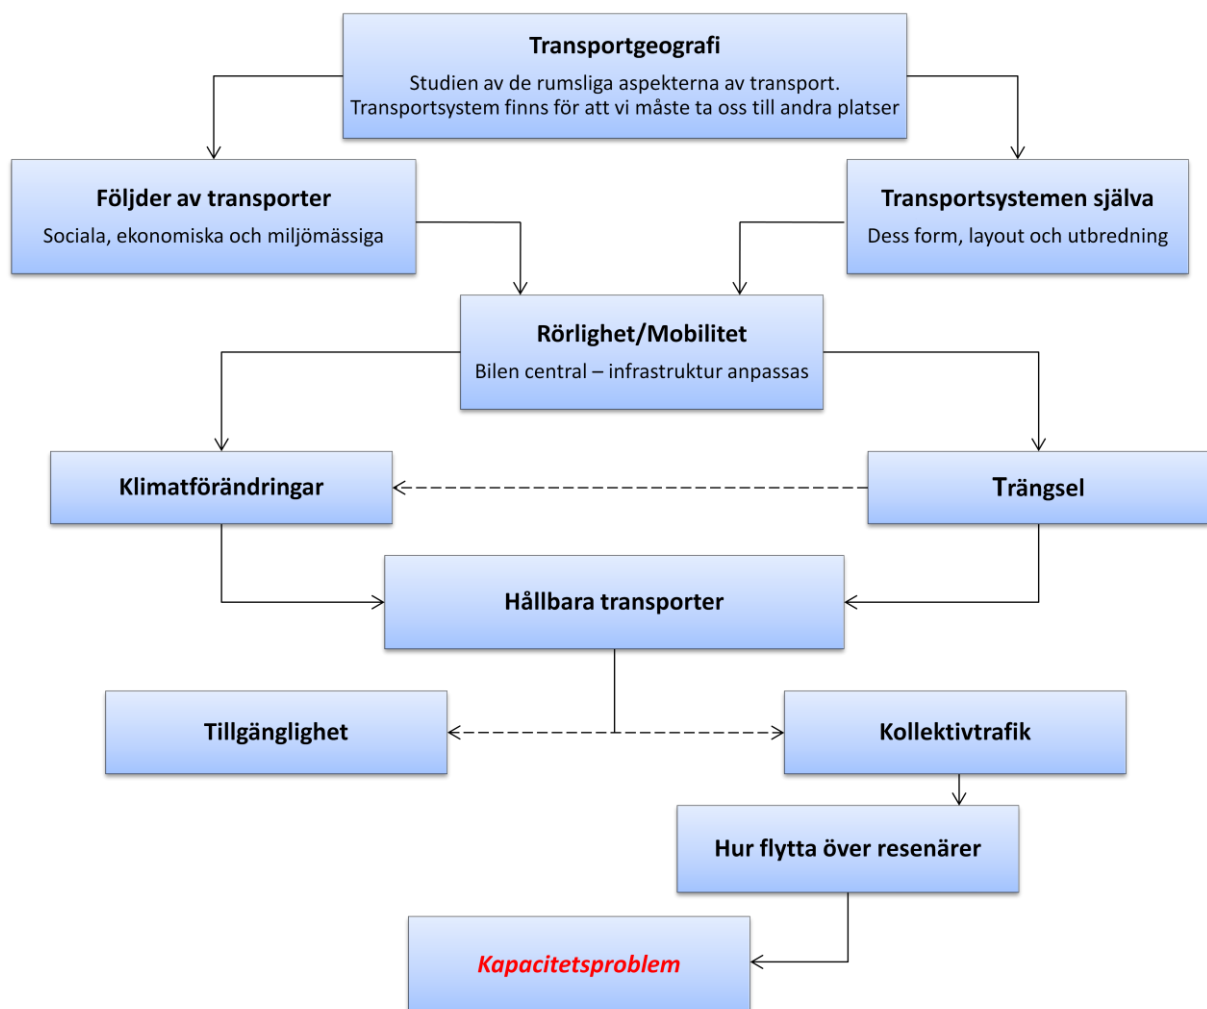 Transportgeografi
Studien av de rumsliga aspekterna av transport.
Transportsystem finns för att vi måste ta oss till andra platser
Följder av transporter
Sociala, ekonomiska och miljömässiga
Transportsystemen själva
Dess form, layout och utbredning
Rörlighet/Mobilitet
Bilen central – infrastruktur anpassas
Klimatförändringar
Trängsel
Hållbara transporter
Tillgänglighet
Kollektivtrafik
Hur flytta över resenärer
Kapacitetsproblem